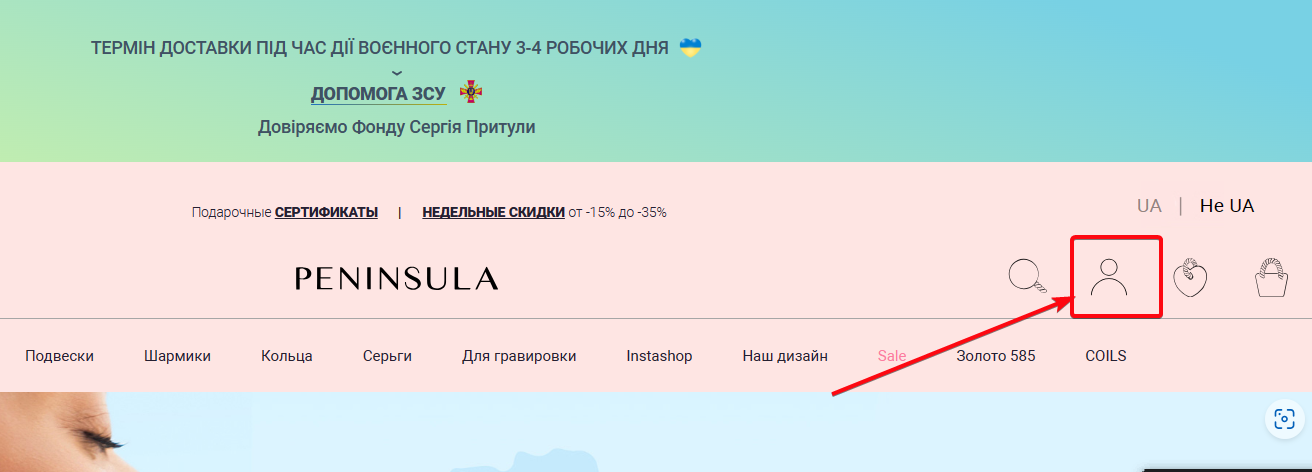 ТЕРМІН ДОСТАВКИ ПІД ЧАС ДІЇ ВОЄННОГО СТАНУ 3-4 РОБОЧИХ ДНЯ
ДОПОМОГА ЗСУ
Довіряємо Фонду Сергія Притули
Подарочные СЕРТИФИКАТЫ | НЕДЕЛЬНЫЕ СКИДКИ от -15% до -35%
UA | Не UA
PENINSULA
Подвески Шармики Кольца Серьги Для гравировки Instashop Наш дизайн Sale Золото 585 COILS